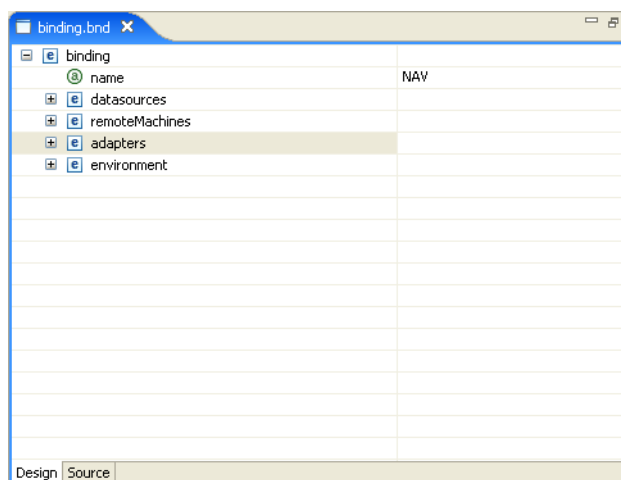 binding.bnd
e binding
a name NAV
e datasources
e remoteMachines
e adapters
e environment
Design Source